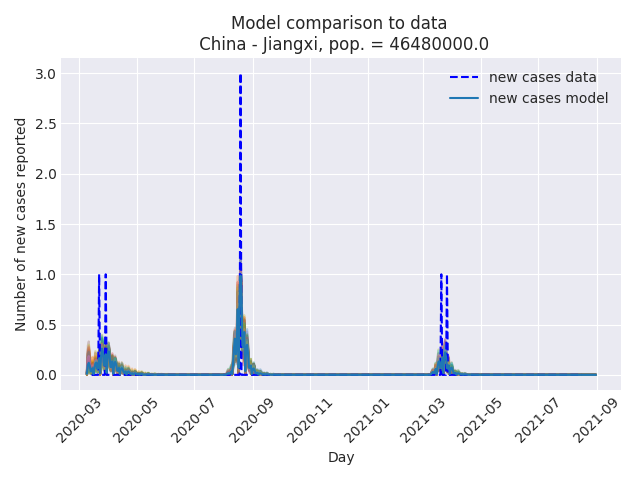 Model comparison to data
China - Jiangxi, pop. = 46480000.0
new cases data
new cases model
Number of new cases reported
3.0
2.5
2.0
1.5
1.0
0.5
0.0
2020-03
2020-05
2020-07
2020-09
2020-11
2021-01
2021-03
2021-05
2021-07
2021-09
Day